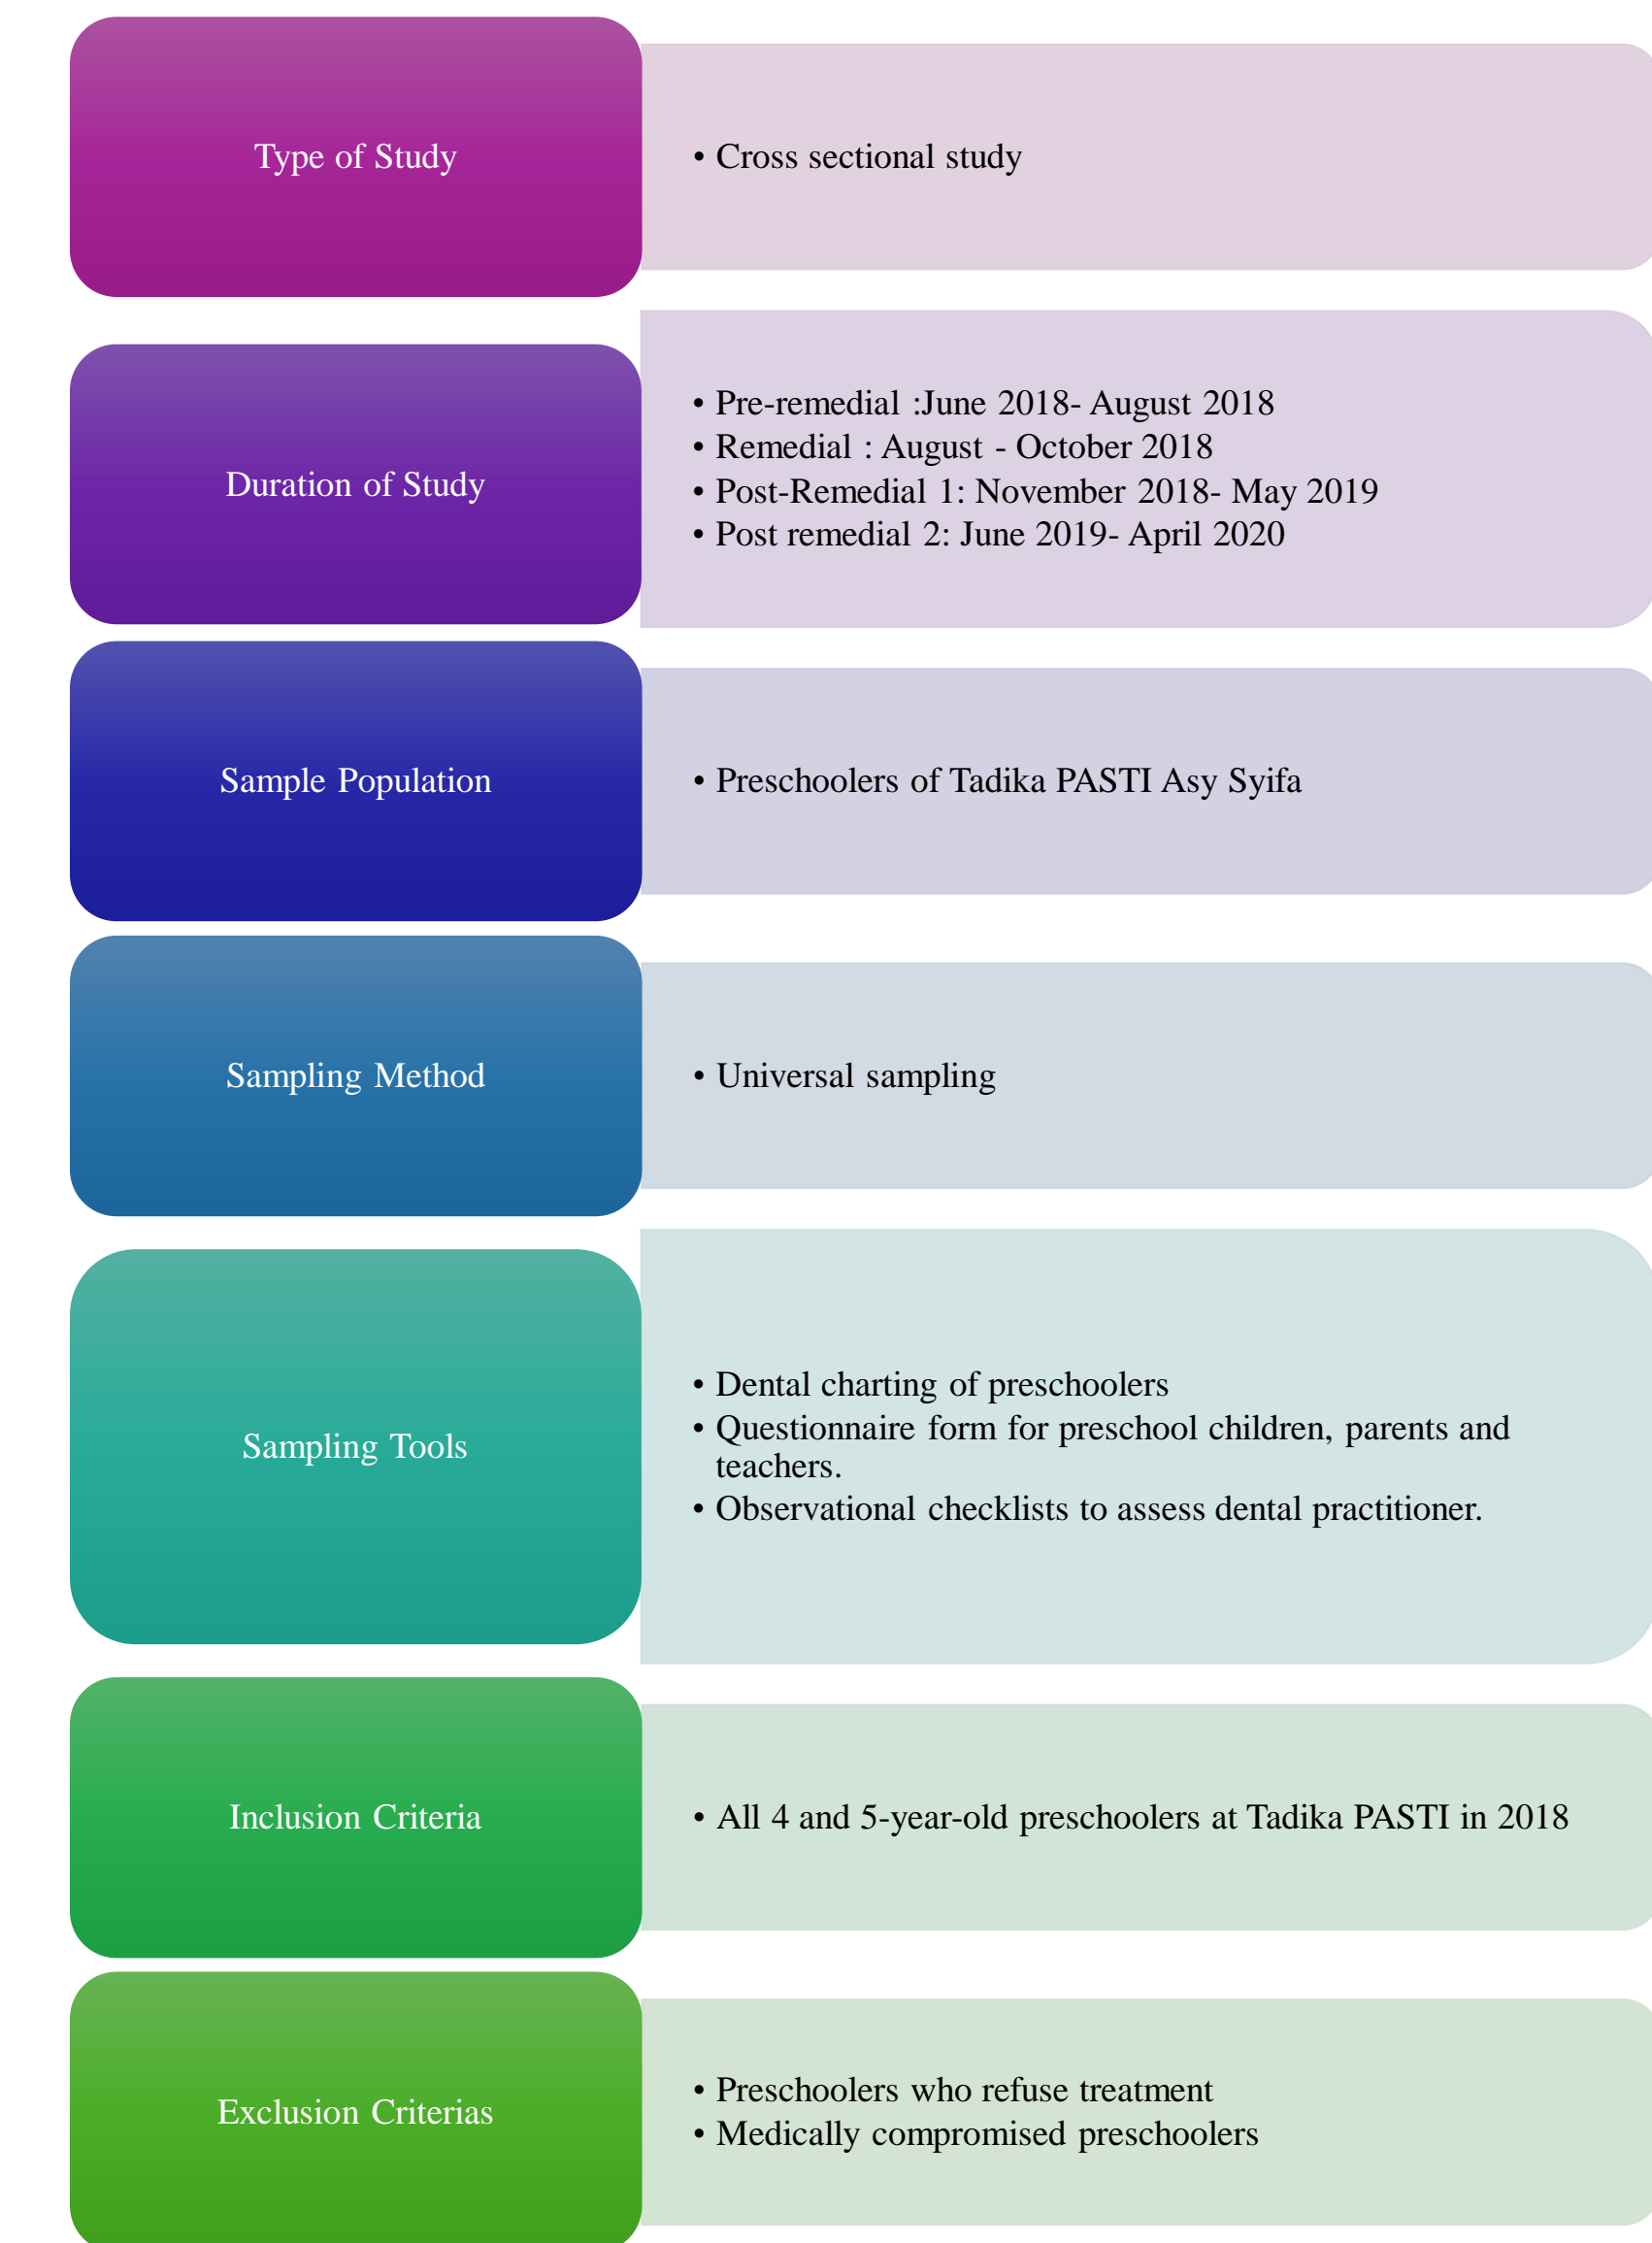 Type of Study
• Cross sectional study
Duration of Study
• Pre-remedial :June 2018- August 2018
• Remedial : August - October 2018
• Post-Remedial 1: November 2018- May 2019
• Post remedial 2: June 2019- April 2020
Sample Population
• Preschoolers of Tadika PASTI Asy Syifa
Sampling Method
• Universal sampling
Sampling Tools
• Dental charting of preschoolers
• Questionnaire form for preschool children, parents and
teachers.
• Observational checklists to assess dental practitioner.
Inclusion Criteria
• All 4 and 5-year-old preschoolers at Tadika PASTI in 2018
Exclusion Criterias
• Preschoolers who refuse treatment
• Medically compromised preschoolers